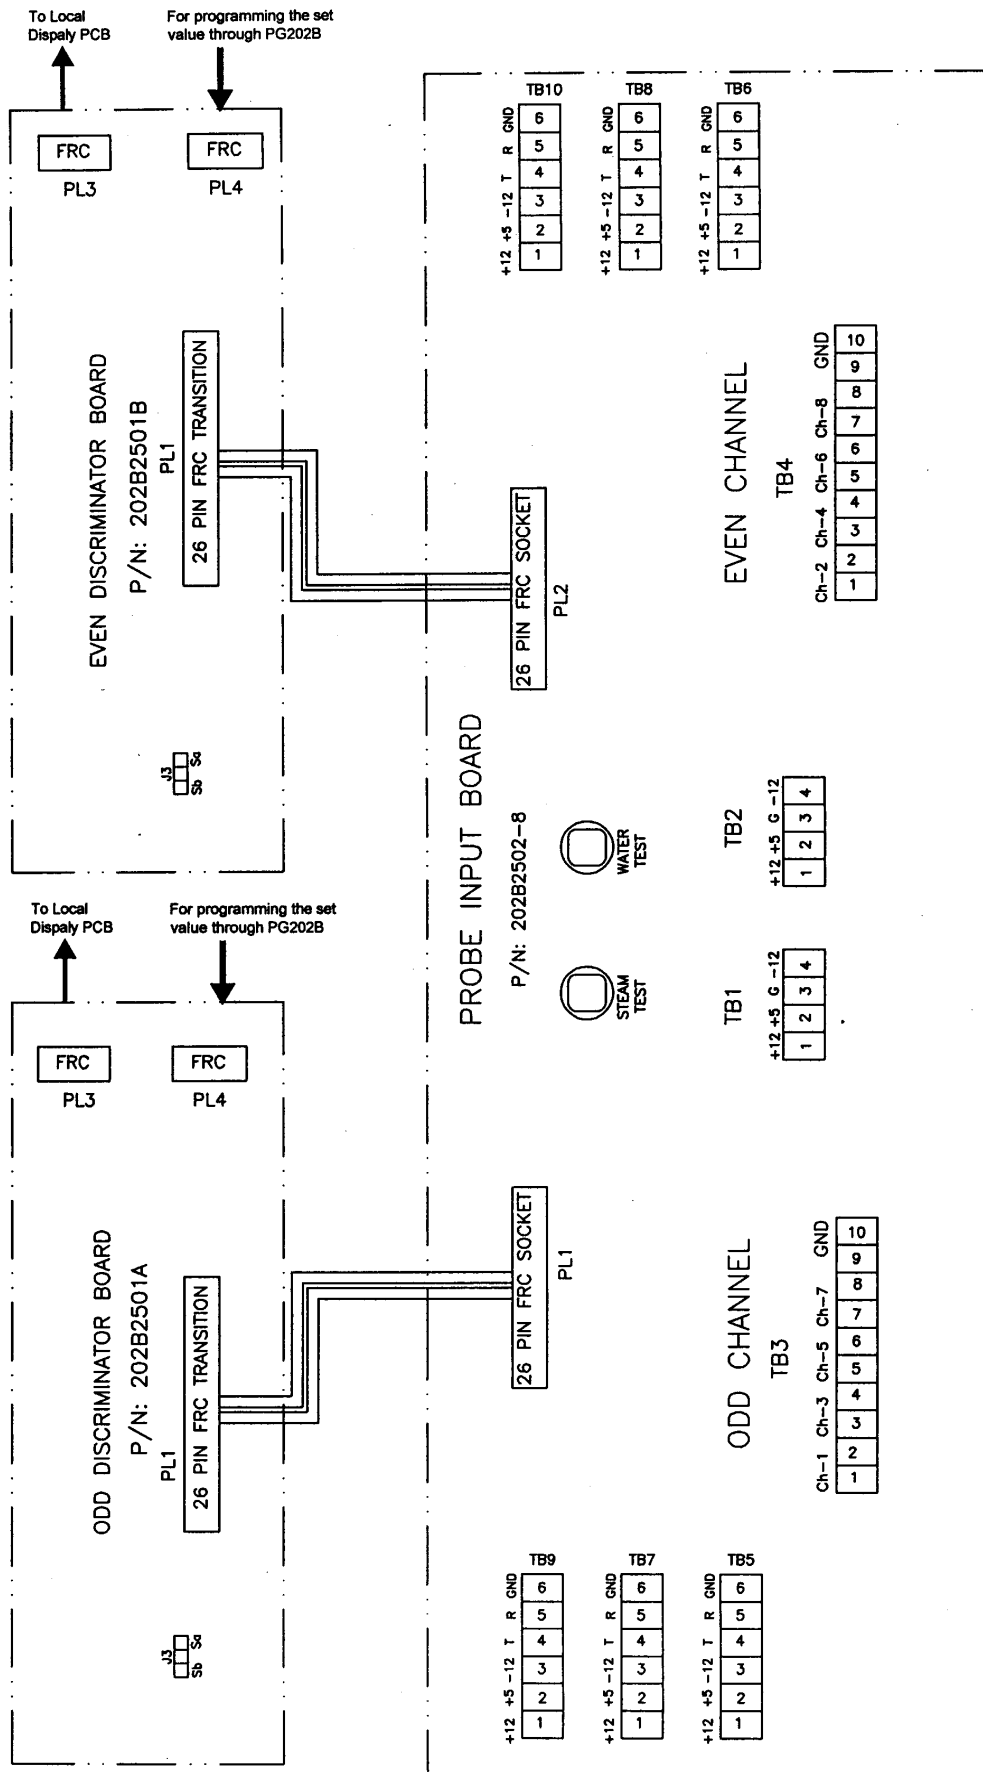 To Local
Dispaly PCB
For programming the set
value through PG202B
FRC
PL3
FRC
PL4
EVEN DISCRIMINATOR BOARD
P/N: 202B2501B
PL1
26 PIN FRC TRANSITION
J3
Sb Sa
To Local
Dispaly PCB
For programming the set
value through PG202B
FRC
PL3
FRC
PL4
ODD DISCRIMINATOR BOARD
P/N: 202B2501A
PL1
26 PIN FRC TRANSITION
J3
Sb Sa
PROBE INPUT BOARD
P/N: 202B2502-8
TB10
+12 +5 -12 T R GND
1 2 3 4 5 6
TB8
+12 +5 -12 T R GND
1 2 3 4 5 6
TB6
+12 +5 -12 T R GND
1 2 3 4 5 6
26 PIN FRC SOCKET
PL2
EVEN CHANNEL
TB4
Ch-2 Ch-4 Ch-6 Ch-8 GND
1 2 3 4 5 6 7 8 9 10
WATER
TEST
STEAM
TEST
TB2
+12 +5 G -12
1 2 3 4
TB1
+12 +5 G -12
1 2 3 4
26 PIN FRC SOCKET
PL1
ODD CHANNEL
TB3
Ch-1 Ch-3 Ch-5 Ch-7 GND
1 2 3 4 5 6 7 8 9 10
TB9
+12 +5 -12 T R GND
1 2 3 4 5 6
TB7
+12 +5 -12 T R GND
1 2 3 4 5 6
TB5
+12 +5 -12 T R GND
1 2 3 4 5 6